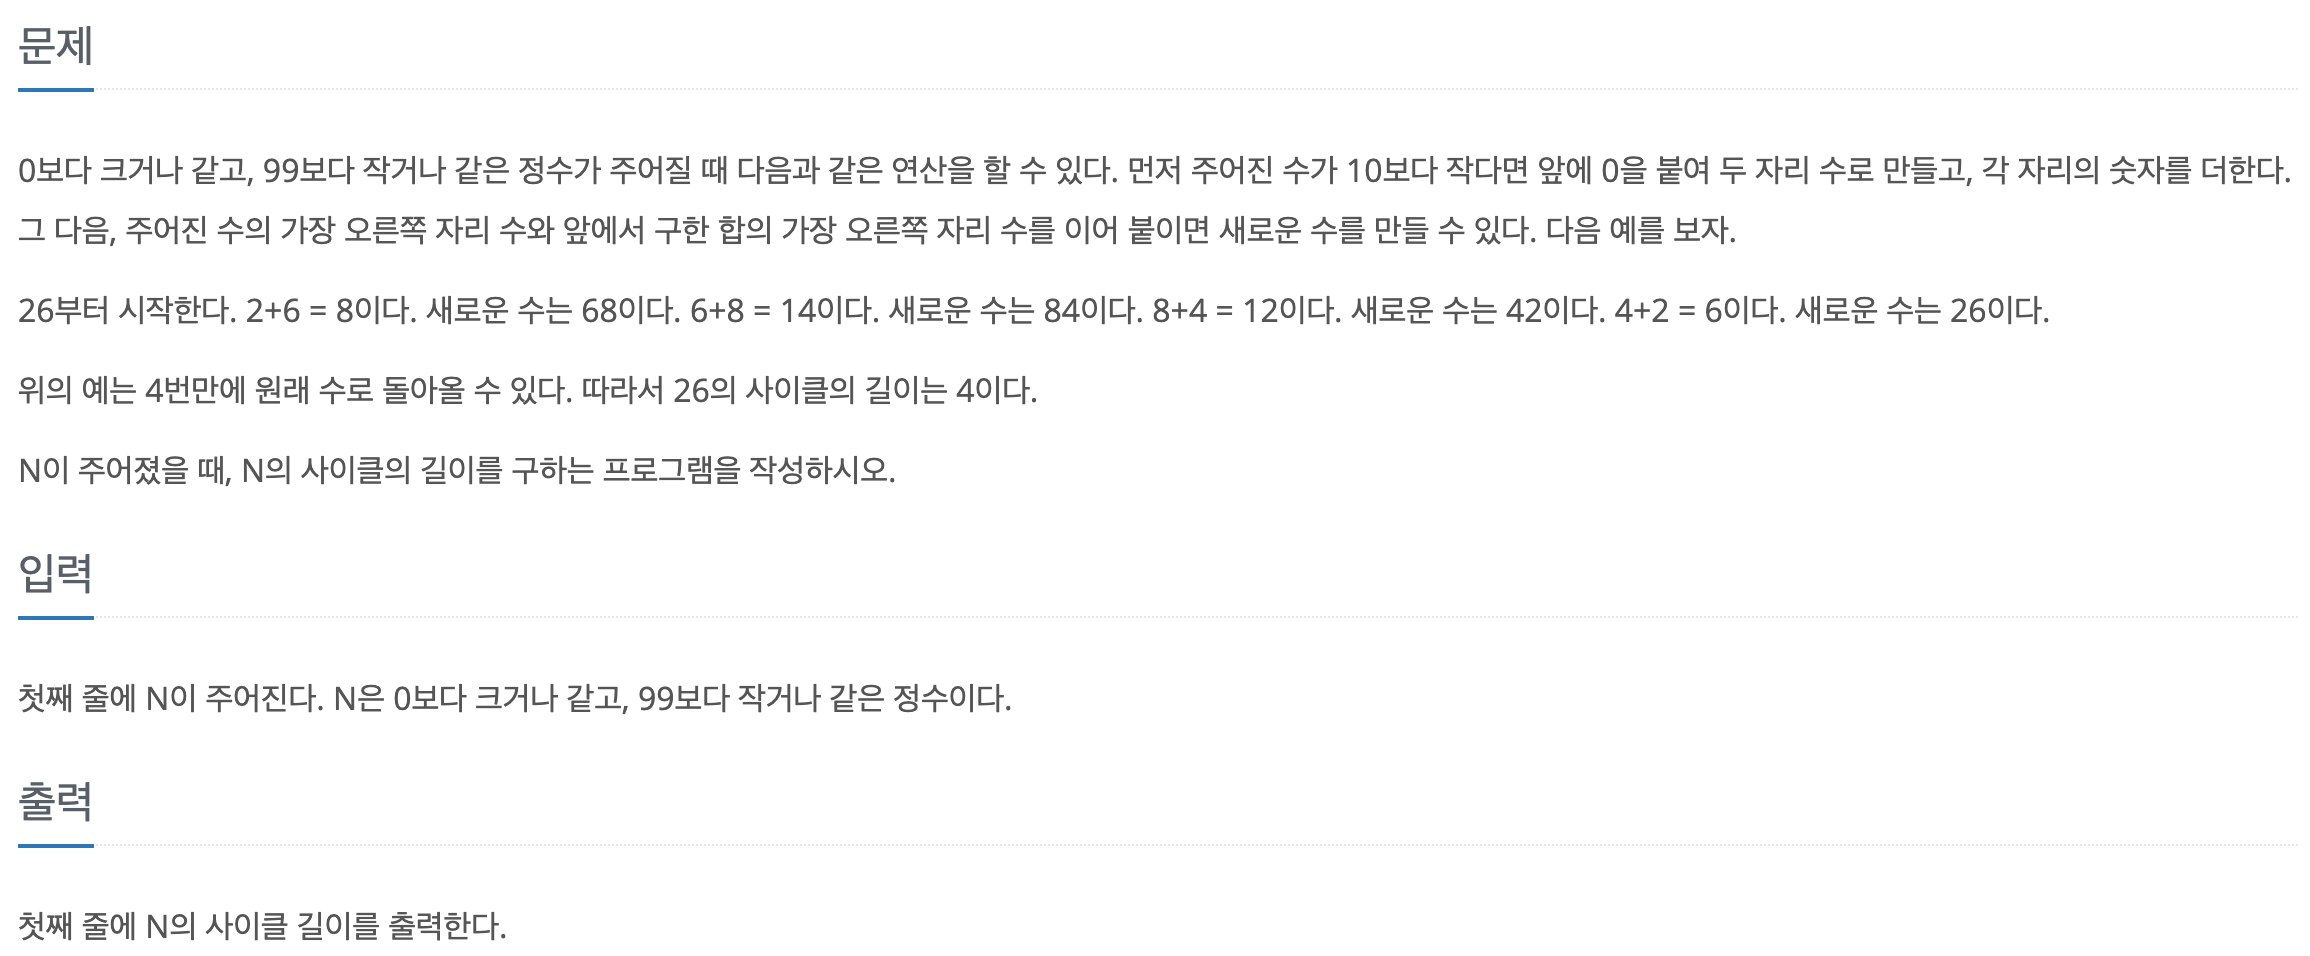 문제
0보다 크거나 같고, 99보다 작거나 같은 정수가 주어질 때 다음과 같은 연산을 할 수 있다. 먼저 주어진 수가 10보다 작다면 앞에 0을 붙여 두 자리 수로 만들고, 각 자리의 숫자를 더한다.
그 다음, 주어진 수의 가장 오른쪽 자리 수와 앞에서 구한 합의 가장 오른쪽 자리 수를 이어 붙이면 새로운 수를 만들 수 있다. 다음 예를 보자.
26부터 시작한다. 2+6 = 8이다. 새로운 수는 68이다. 6+8 = 14이다. 새로운 수는 84이다. 8+4 = 12이다. 새로운 수는 42이다. 4+2 = 6이다. 새로운 수는 26이다.
위의 예는 4번만에 원래 수로 돌아올 수 있다. 따라서 26의 사이클의 길이는 4이다.
N이 주어졌을 때, N의 사이클의 길이를 구하는 프로그램을 작성하시오.
입력
첫째 줄에 N이 주어진다. N은 0보다 크거나 같고, 99보다 작거나 같은 정수이다.
출력
첫째 줄에 N의 사이클 길이를 출력한다.